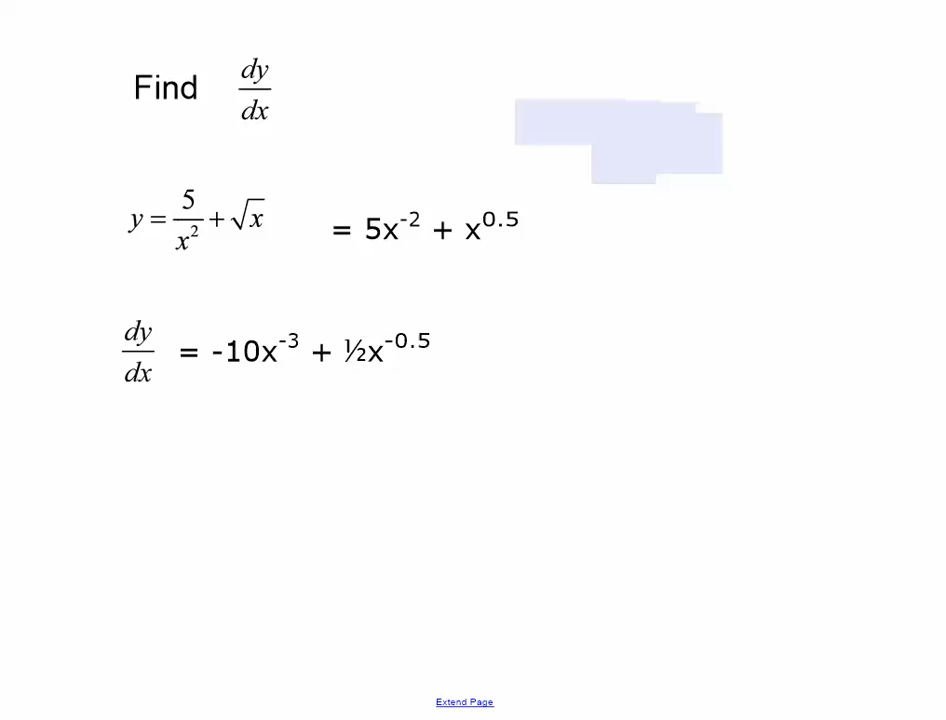 Find dy/dx
y = 5/x² + √x = 5x⁻² + x⁰·⁵
dy/dx = -10x⁻³ + ½x⁻⁰·⁵
Extend Page